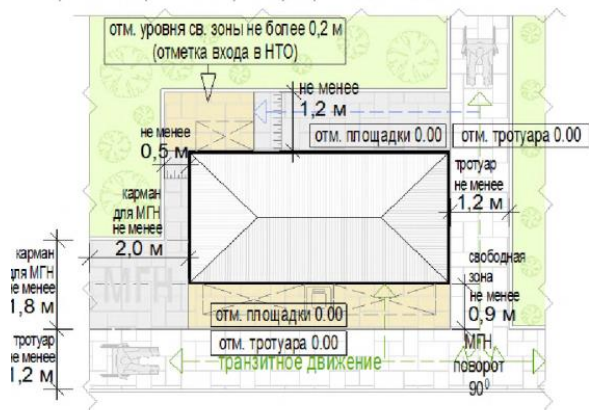 отм. уровня св. зоны не более 0,2 м
(отметка входа в НТО)
не менее
1,2 м
отм. площадки 0.00
отм. тротуара 0.00
не менее
0,5 м
тротуар
не менее
1,2 м
карман
для МГН
не менее
2,0 м
карман
для МГН
не менее
1,8 м
МГН
свободная
зона
не менее
0,9 м
отм. площадки 0.00
отм. тротуара 0.00
тротуар
не менее
1,2 м
транзитное движение
МГН
поворот
90⁰